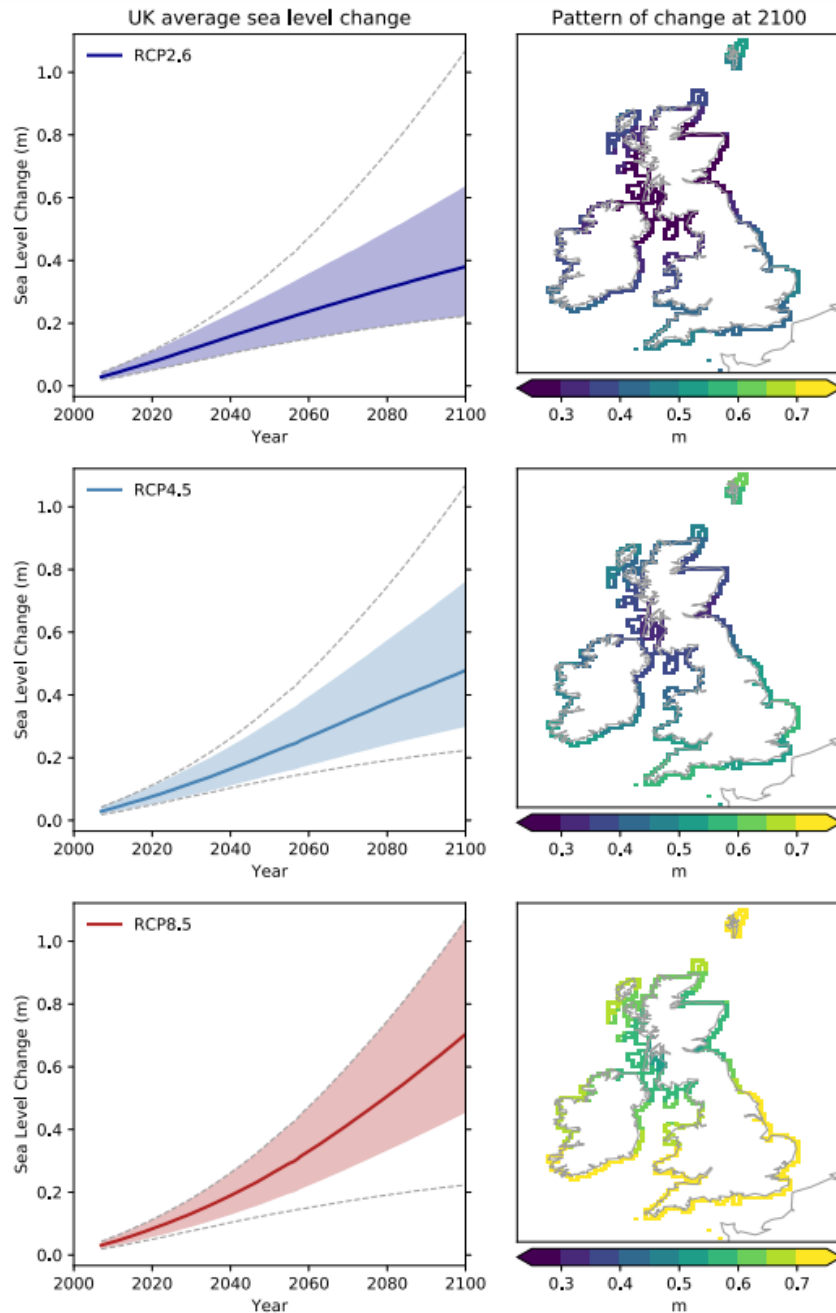 UK average sea level change
Pattern of change at 2100
RCP2.6
Sea Level Change (m)
1.0
0.8
0.6
0.4
0.2
0.0
2000 2020 2040 2060 2080 2100
Year
0.3 0.4 0.5 0.6 0.7
m
RCP4.5
Sea Level Change (m)
1.0
0.8
0.6
0.4
0.2
0.0
2000 2020 2040 2060 2080 2100
Year
0.3 0.4 0.5 0.6 0.7
m
RCP8.5
Sea Level Change (m)
1.0
0.8
0.6
0.4
0.2
0.0
2000 2020 2040 2060 2080 2100
Year
0.3 0.4 0.5 0.6 0.7
m